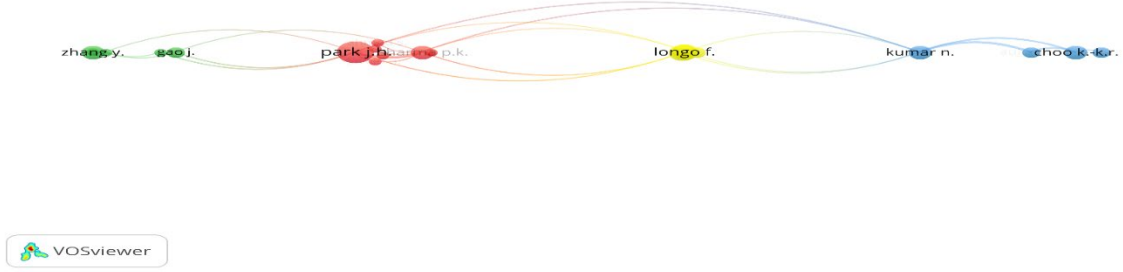 zhang y.
gao j.
park j.h.
p.k.
longo f.
kumar n.
choo k.-k.r.
VOSviewer